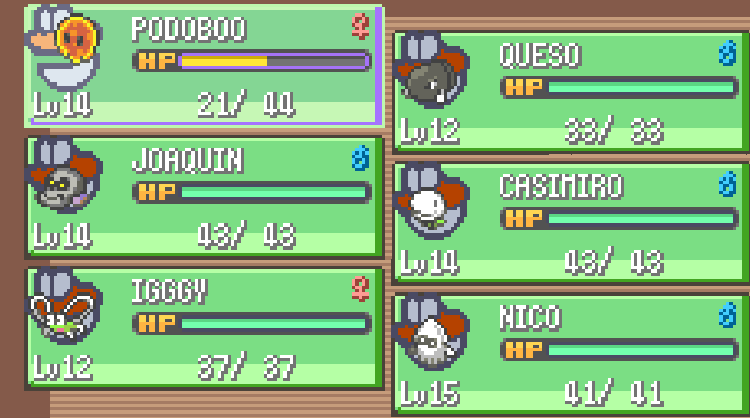 PODOBOO ♀
HP
Lv14 21/ 44
JOAQUIN ♂
HP
Lv14 43/ 43
IGGGY ♀
HP
Lv12 37/ 37
QUESO ♂
HP
Lv12 33/ 33
CASIMIRO ♂
HP
Lv14 43/ 43
NICO ♂
HP
Lv15 41/ 41